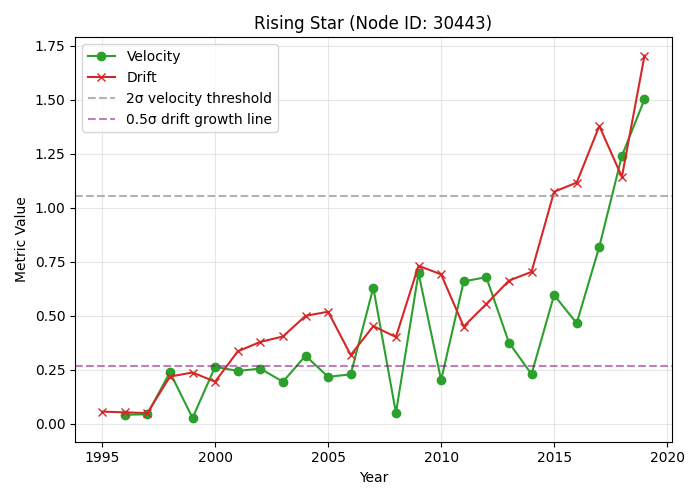 Rising Star (Node ID: 30443)
Velocity
Drift
2σ velocity threshold
0.5σ drift growth line
Metric Value
1.75
1.50
1.25
1.00
0.75
0.50
0.25
0.00
1995
2000
2005
2010
2015
2020
Year